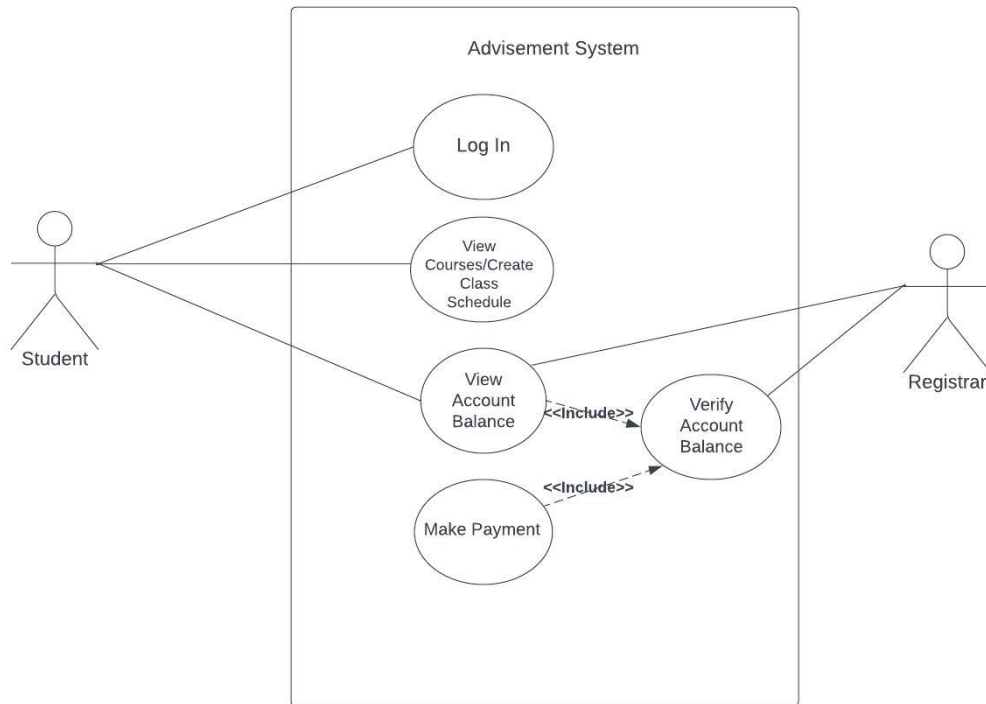 Advisement System
Log In
View
Courses/Create
Class
Schedule
Student
View
Account
Balance
<<Include>>
Verify
Account
Balance
Registrar
<<Include>>
Make Payment